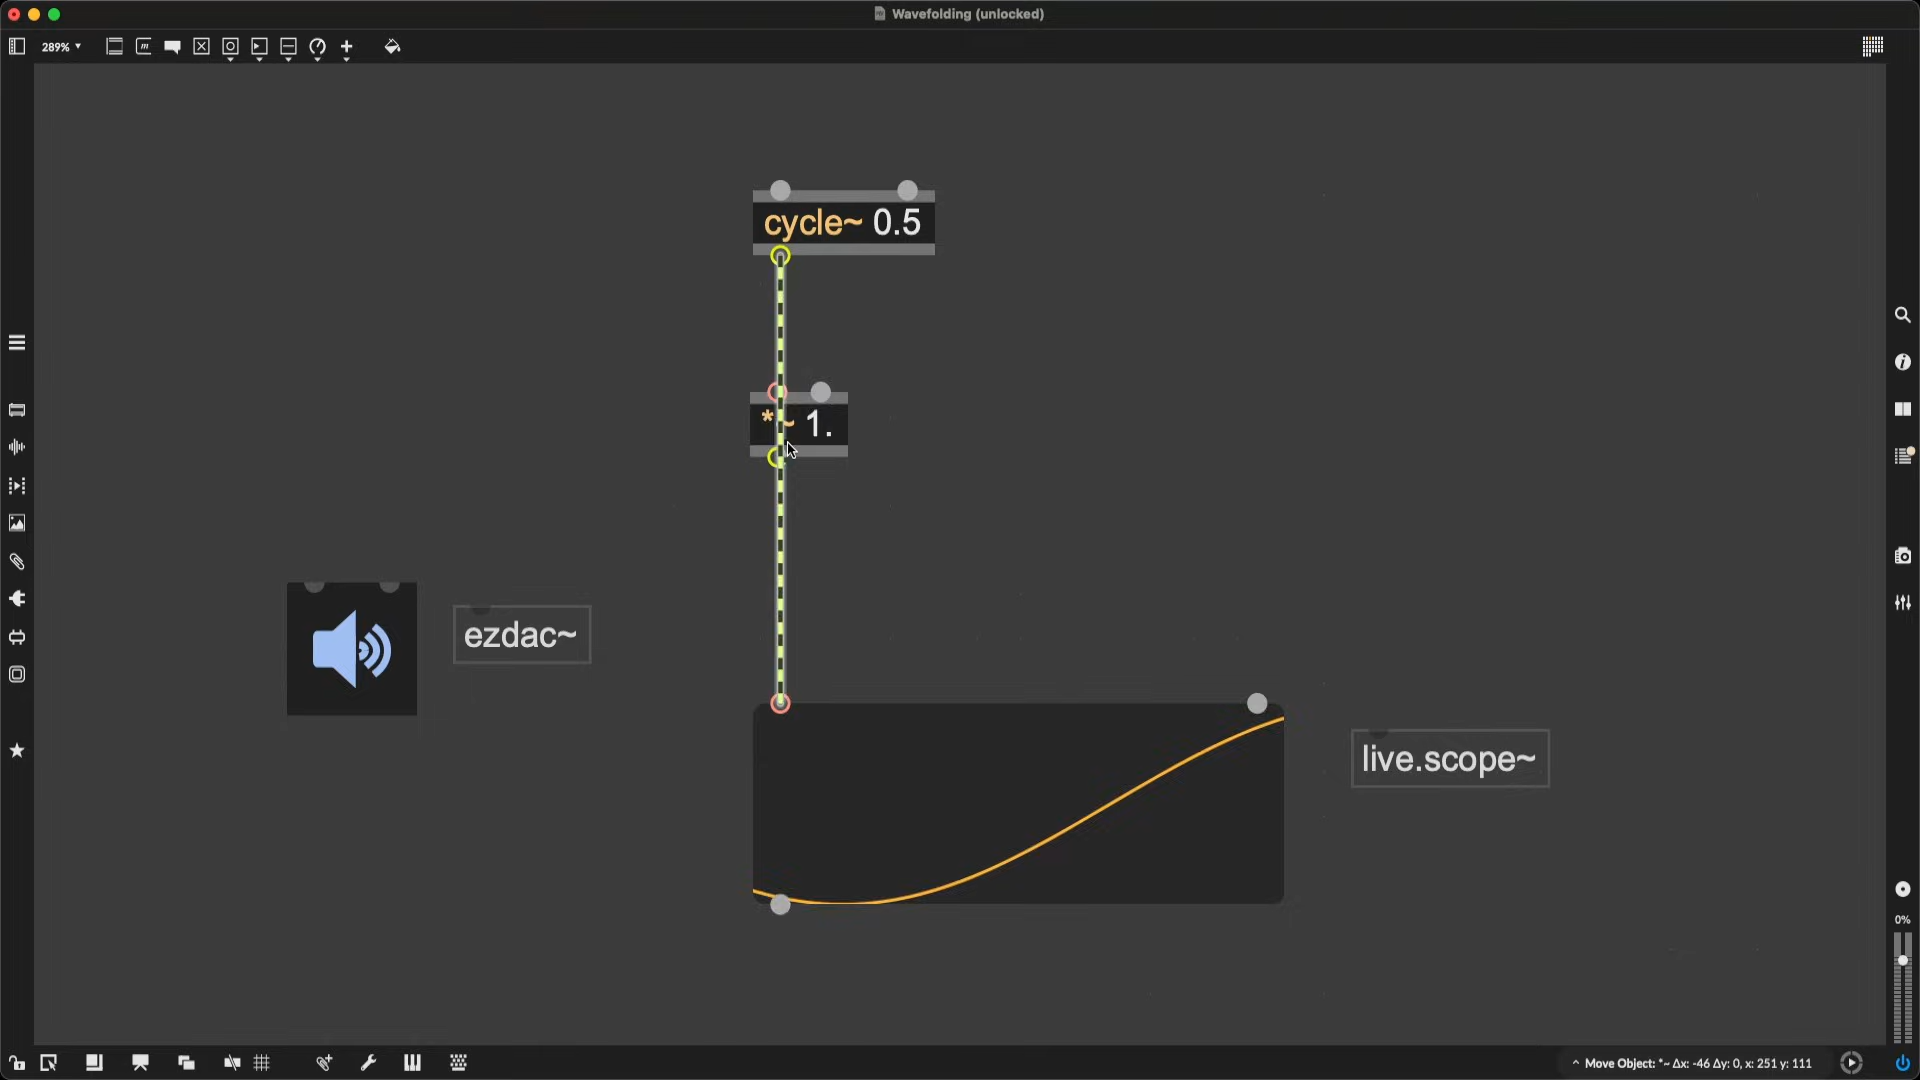 Wavefolding (unlocked)
289%
cycle~ 0.5
*~ 1.
ezdac~
live.scope~
0%
Move Object: *~ Δx: -46 Δy: 0, x: 251 y: 111